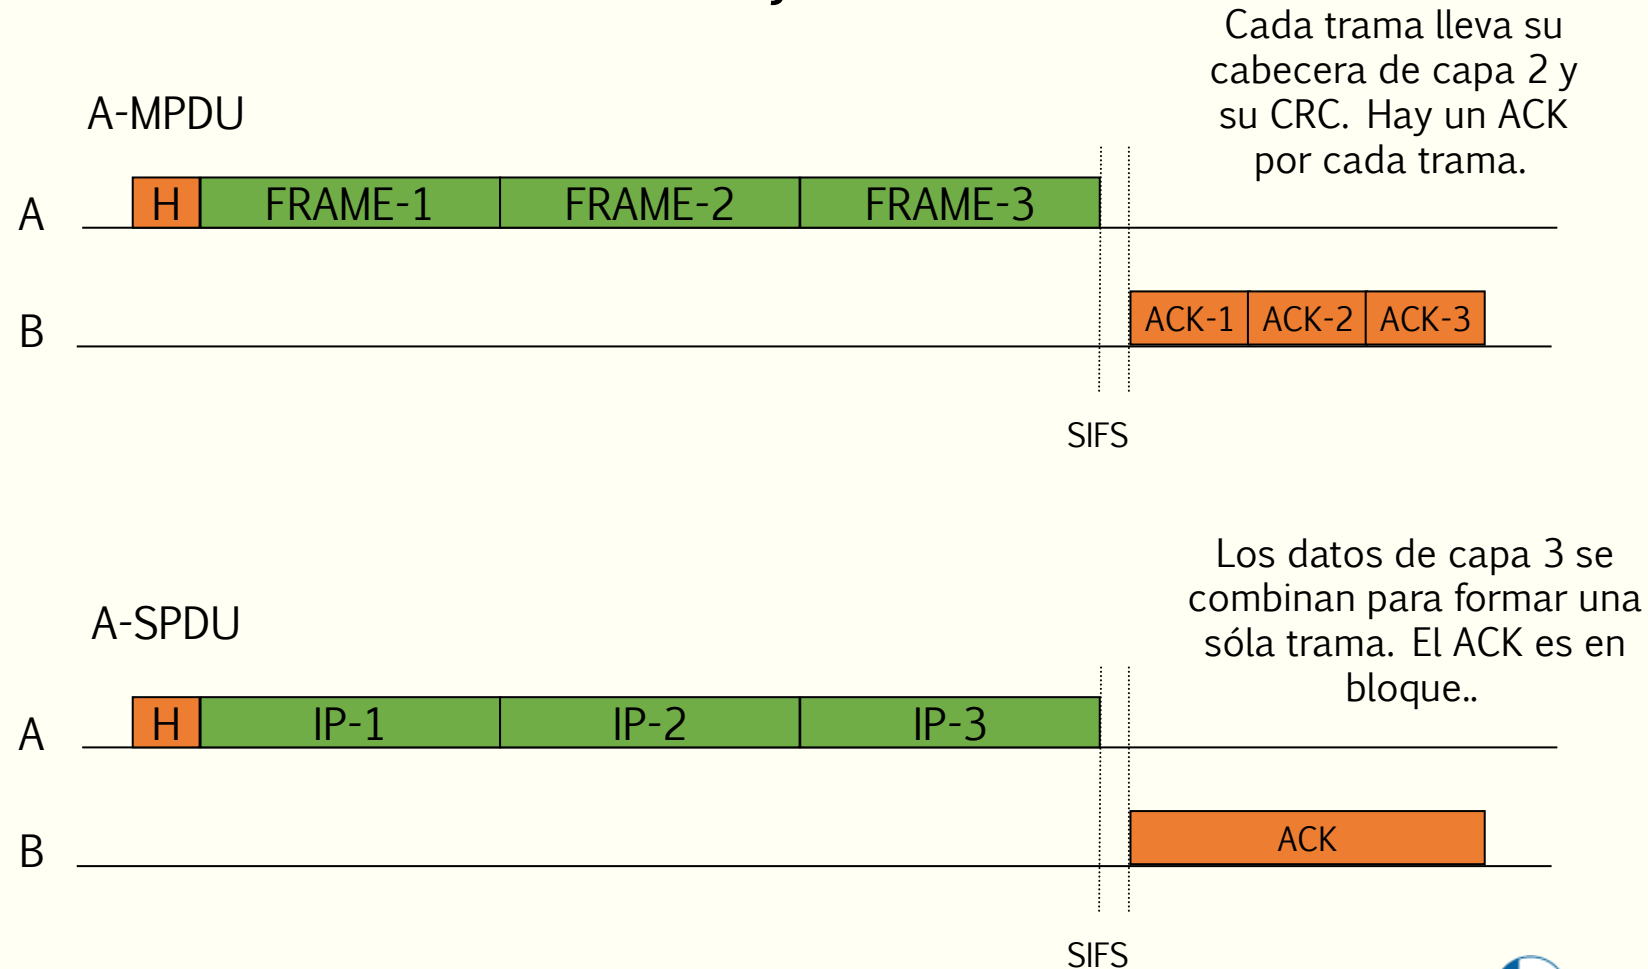 Cada trama lleva su
cabecera de capa 2 y
su CRC. Hay un ACK
por cada trama.
A-MPDU
A
H
FRAME-1
FRAME-2
FRAME-3
B
ACK-1
ACK-2
ACK-3
SIFS
Los datos de capa 3 se
combinan para formar una
sóla trama. El ACK es en
bloque..
A-SPDU
A
H
IP-1
IP-2
IP-3
B
ACK
SIFS